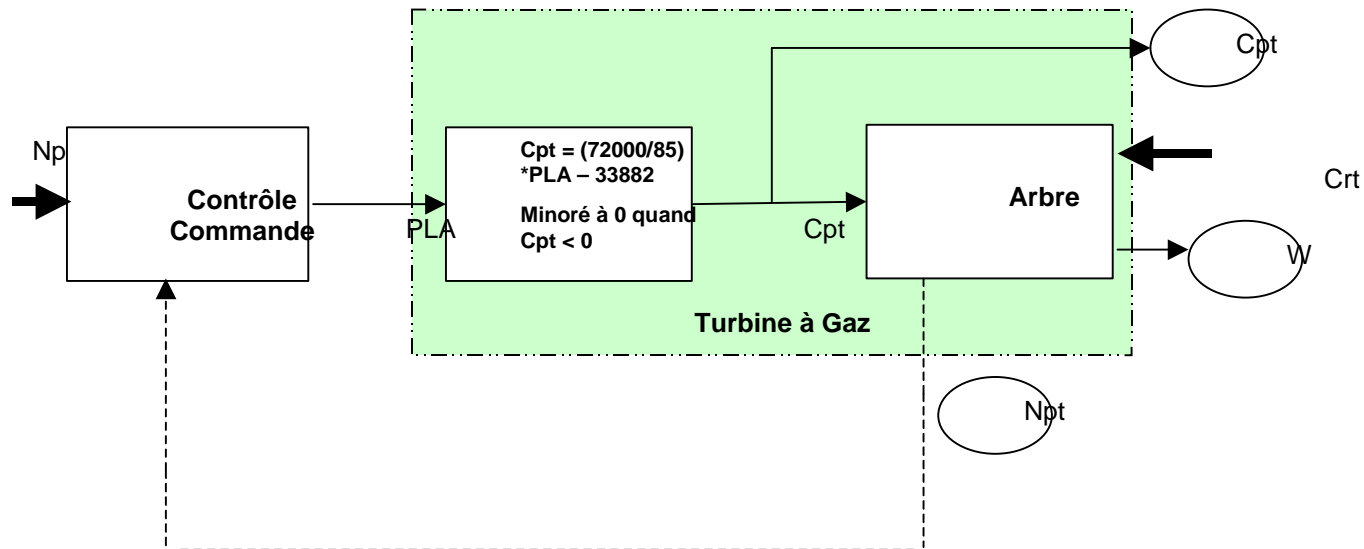 Cpt
Np
Contrôle
Commande
PLA
Cpt = (72000/85)
*PLA – 33882
Minoré à 0 quand
Cpt < 0
Cpt
Arbre
Crt
W
Turbine à Gaz
Npt